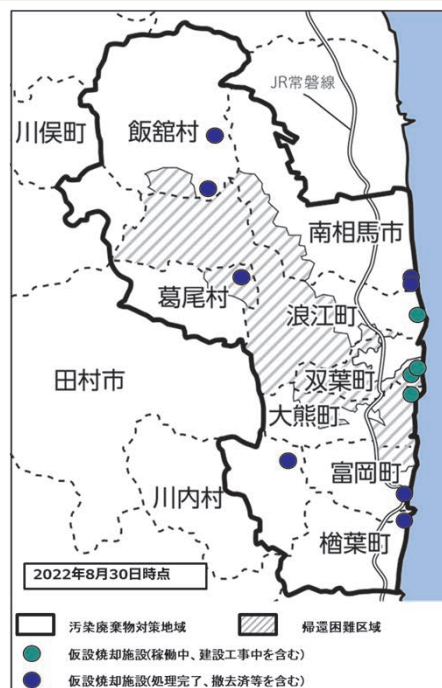 JR常磐線
川俣町
飯舘村
南相馬市
葛尾村
浪江町
田村市
双葉町
大熊町
川内村
富岡町
楢葉町
2022年8月30日時点
汚染廃棄物対策地域
帰還困難区域
仮設焼却施設(稼働中、建設工事中を含む)
仮設焼却施設(処理完了、撤去済等を含む)